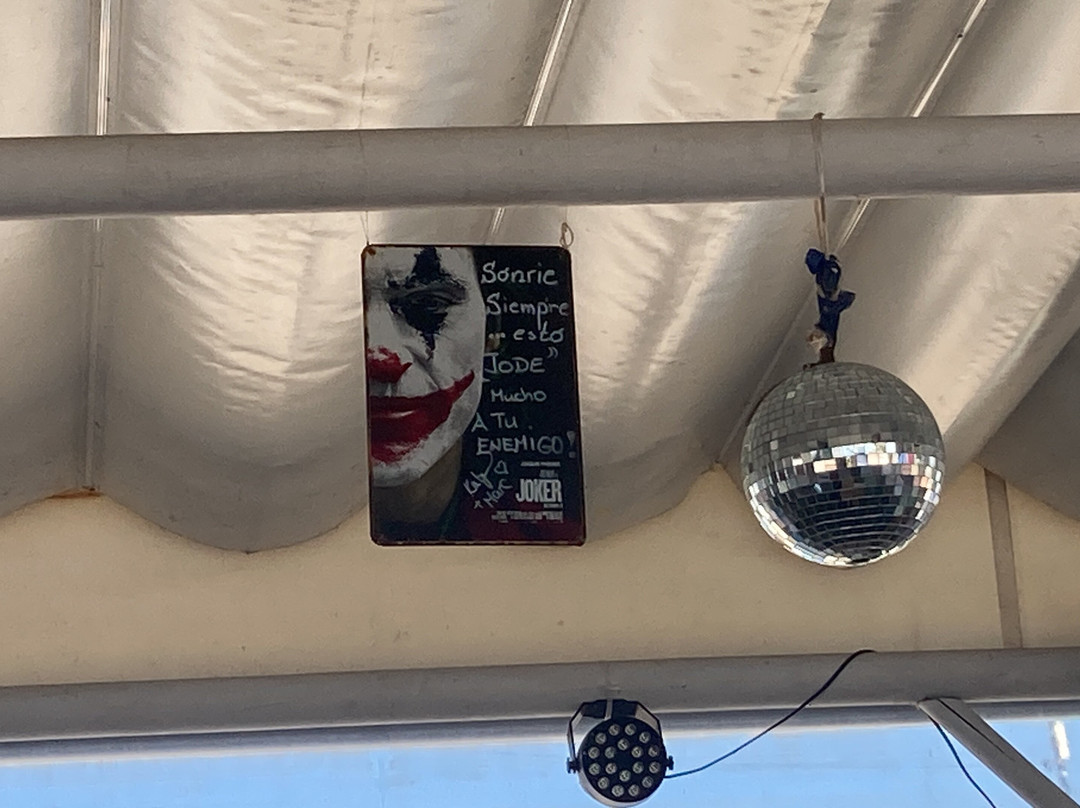 Sonrie
Siempre
... esto
"JODE"
Mucho
A Tu
ENEMIGO!
JOKER